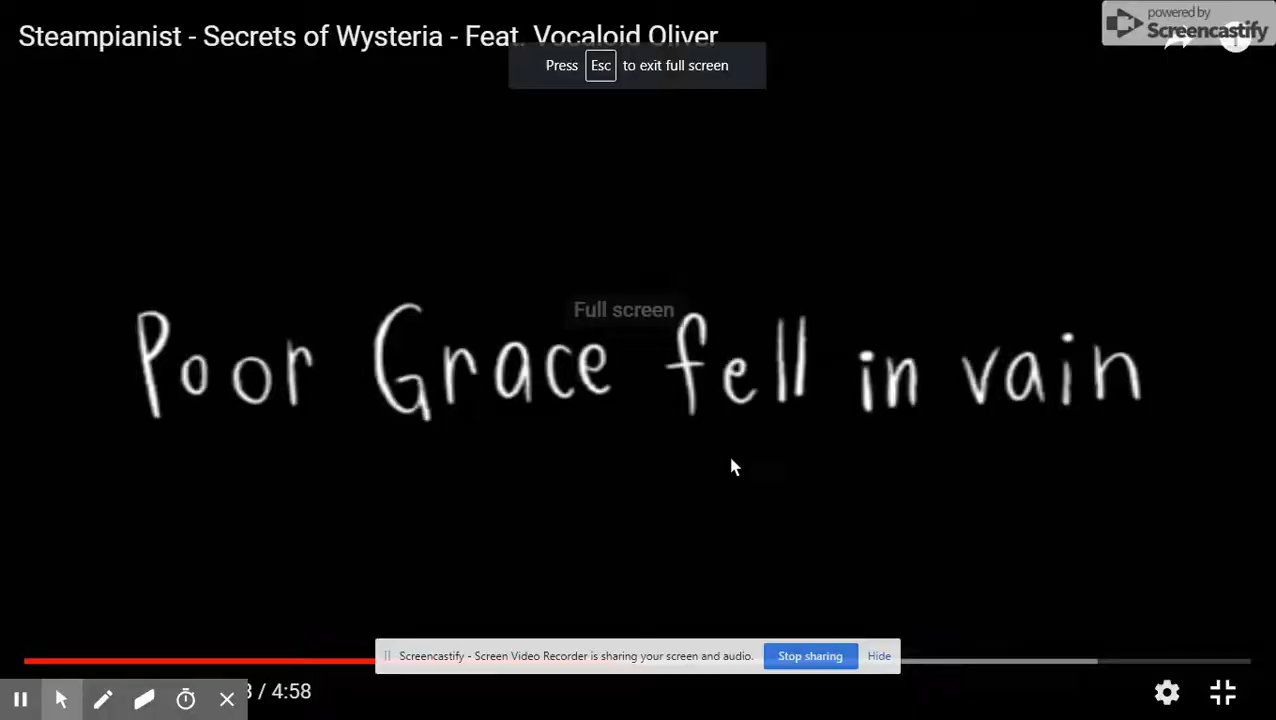 Steampianist - Secrets of Wysteria - Feat. Vocaloid Oliver
powered by
Screencastify
Press Esc to exit full screen
Full screen
Poor Grace fell in vain
Screencastify - Screen Video Recorder is sharing your screen and audio. Stop sharing Hide
/ 4:58